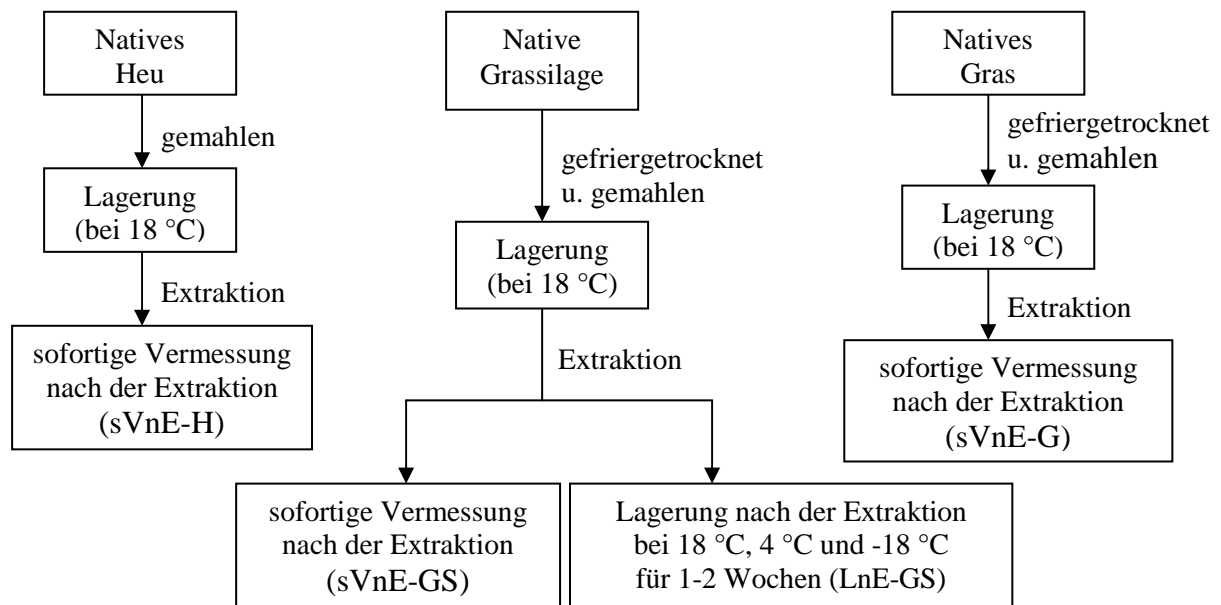 Natives
Heu
gemahlen
Lagerung
(bei 18 °C)
Extraktion
sofortige Vermessung
nach der Extraktion
(sVnE-H)
Native
Grassilage
gefriergetrocknet
u. gemahlen
Lagerung
(bei 18 °C)
Extraktion
sofortige Vermessung
nach der Extraktion
(sVnE-GS)
Lagerung nach der Extraktion
bei 18 °C, 4 °C und -18 °C
für 1-2 Wochen (LnE-GS)
Natives
Gras
gefriergetrocknet
u. gemahlen
Lagerung
(bei 18 °C)
Extraktion
sofortige Vermessung
nach der Extraktion
(sVnE-G)